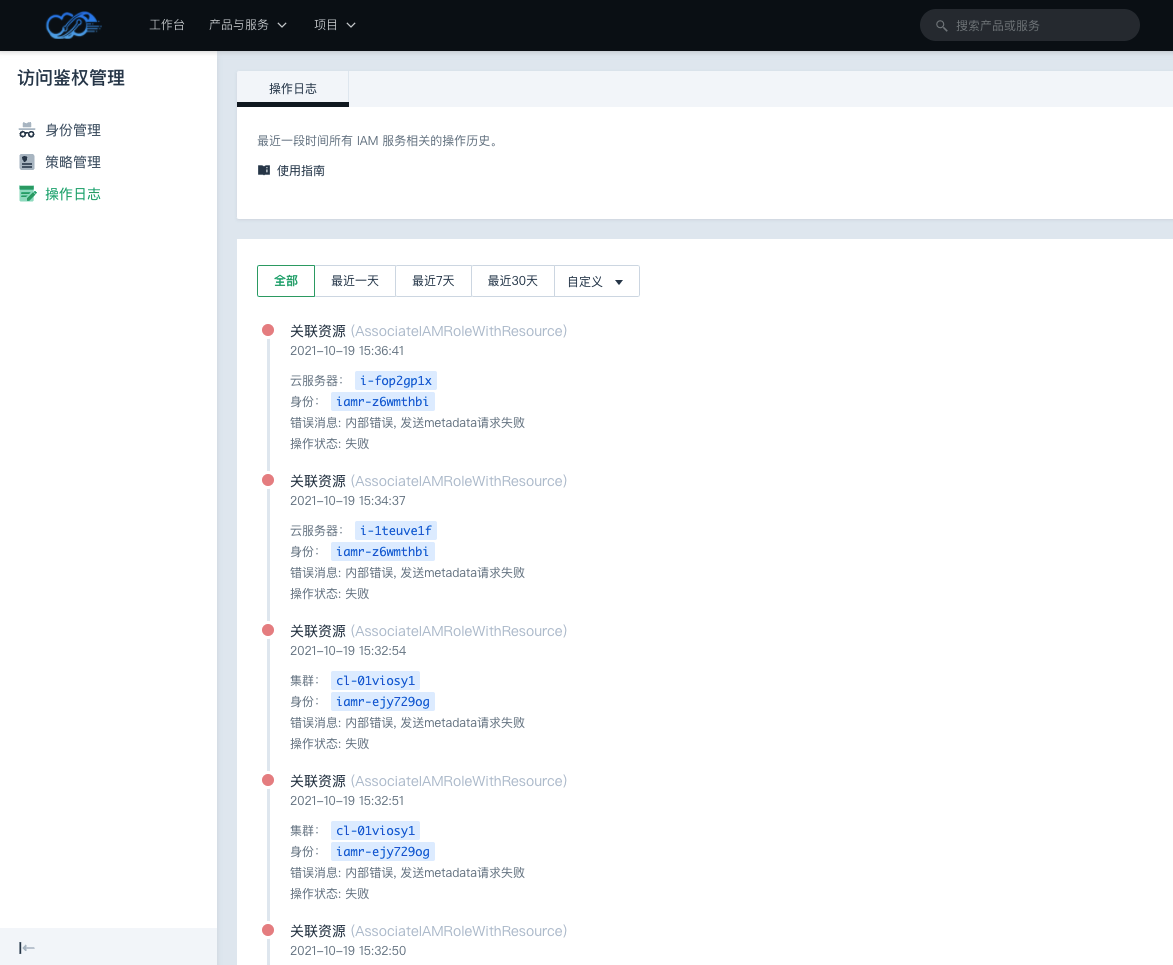 工作台 产品与服务 项目 搜索产品或服务
访问鉴权管理
身份管理
策略管理
操作日志
操作日志
最近一段时间所有 IAM 服务相关的操作历史。
使用指南
全部 最近一天 最近7天 最近30天 自定义
关联资源 (AssociateIAMRoleWithResource)
2021-10-19 15:36:41
云服务器: i-fop2gp1x
身份: iamr-z6wmthbi
错误消息: 内部错误, 发送metadata请求失败
操作状态: 失败
关联资源 (AssociateIAMRoleWithResource)
2021-10-19 15:34:37
云服务器: i-1teuve1f
身份: iamr-z6wmthbi
错误消息: 内部错误, 发送metadata请求失败
操作状态: 失败
关联资源 (AssociateIAMRoleWithResource)
2021-10-19 15:32:54
集群: cl-01viosy1
身份: iamr-ejy729og
错误消息: 内部错误, 发送metadata请求失败
操作状态: 失败
关联资源 (AssociateIAMRoleWithResource)
2021-10-19 15:32:51
集群: cl-01viosy1
身份: iamr-ejy729og
错误消息: 内部错误, 发送metadata请求失败
操作状态: 失败
关联资源 (AssociateIAMRoleWithResource)
2021-10-19 15:32:50